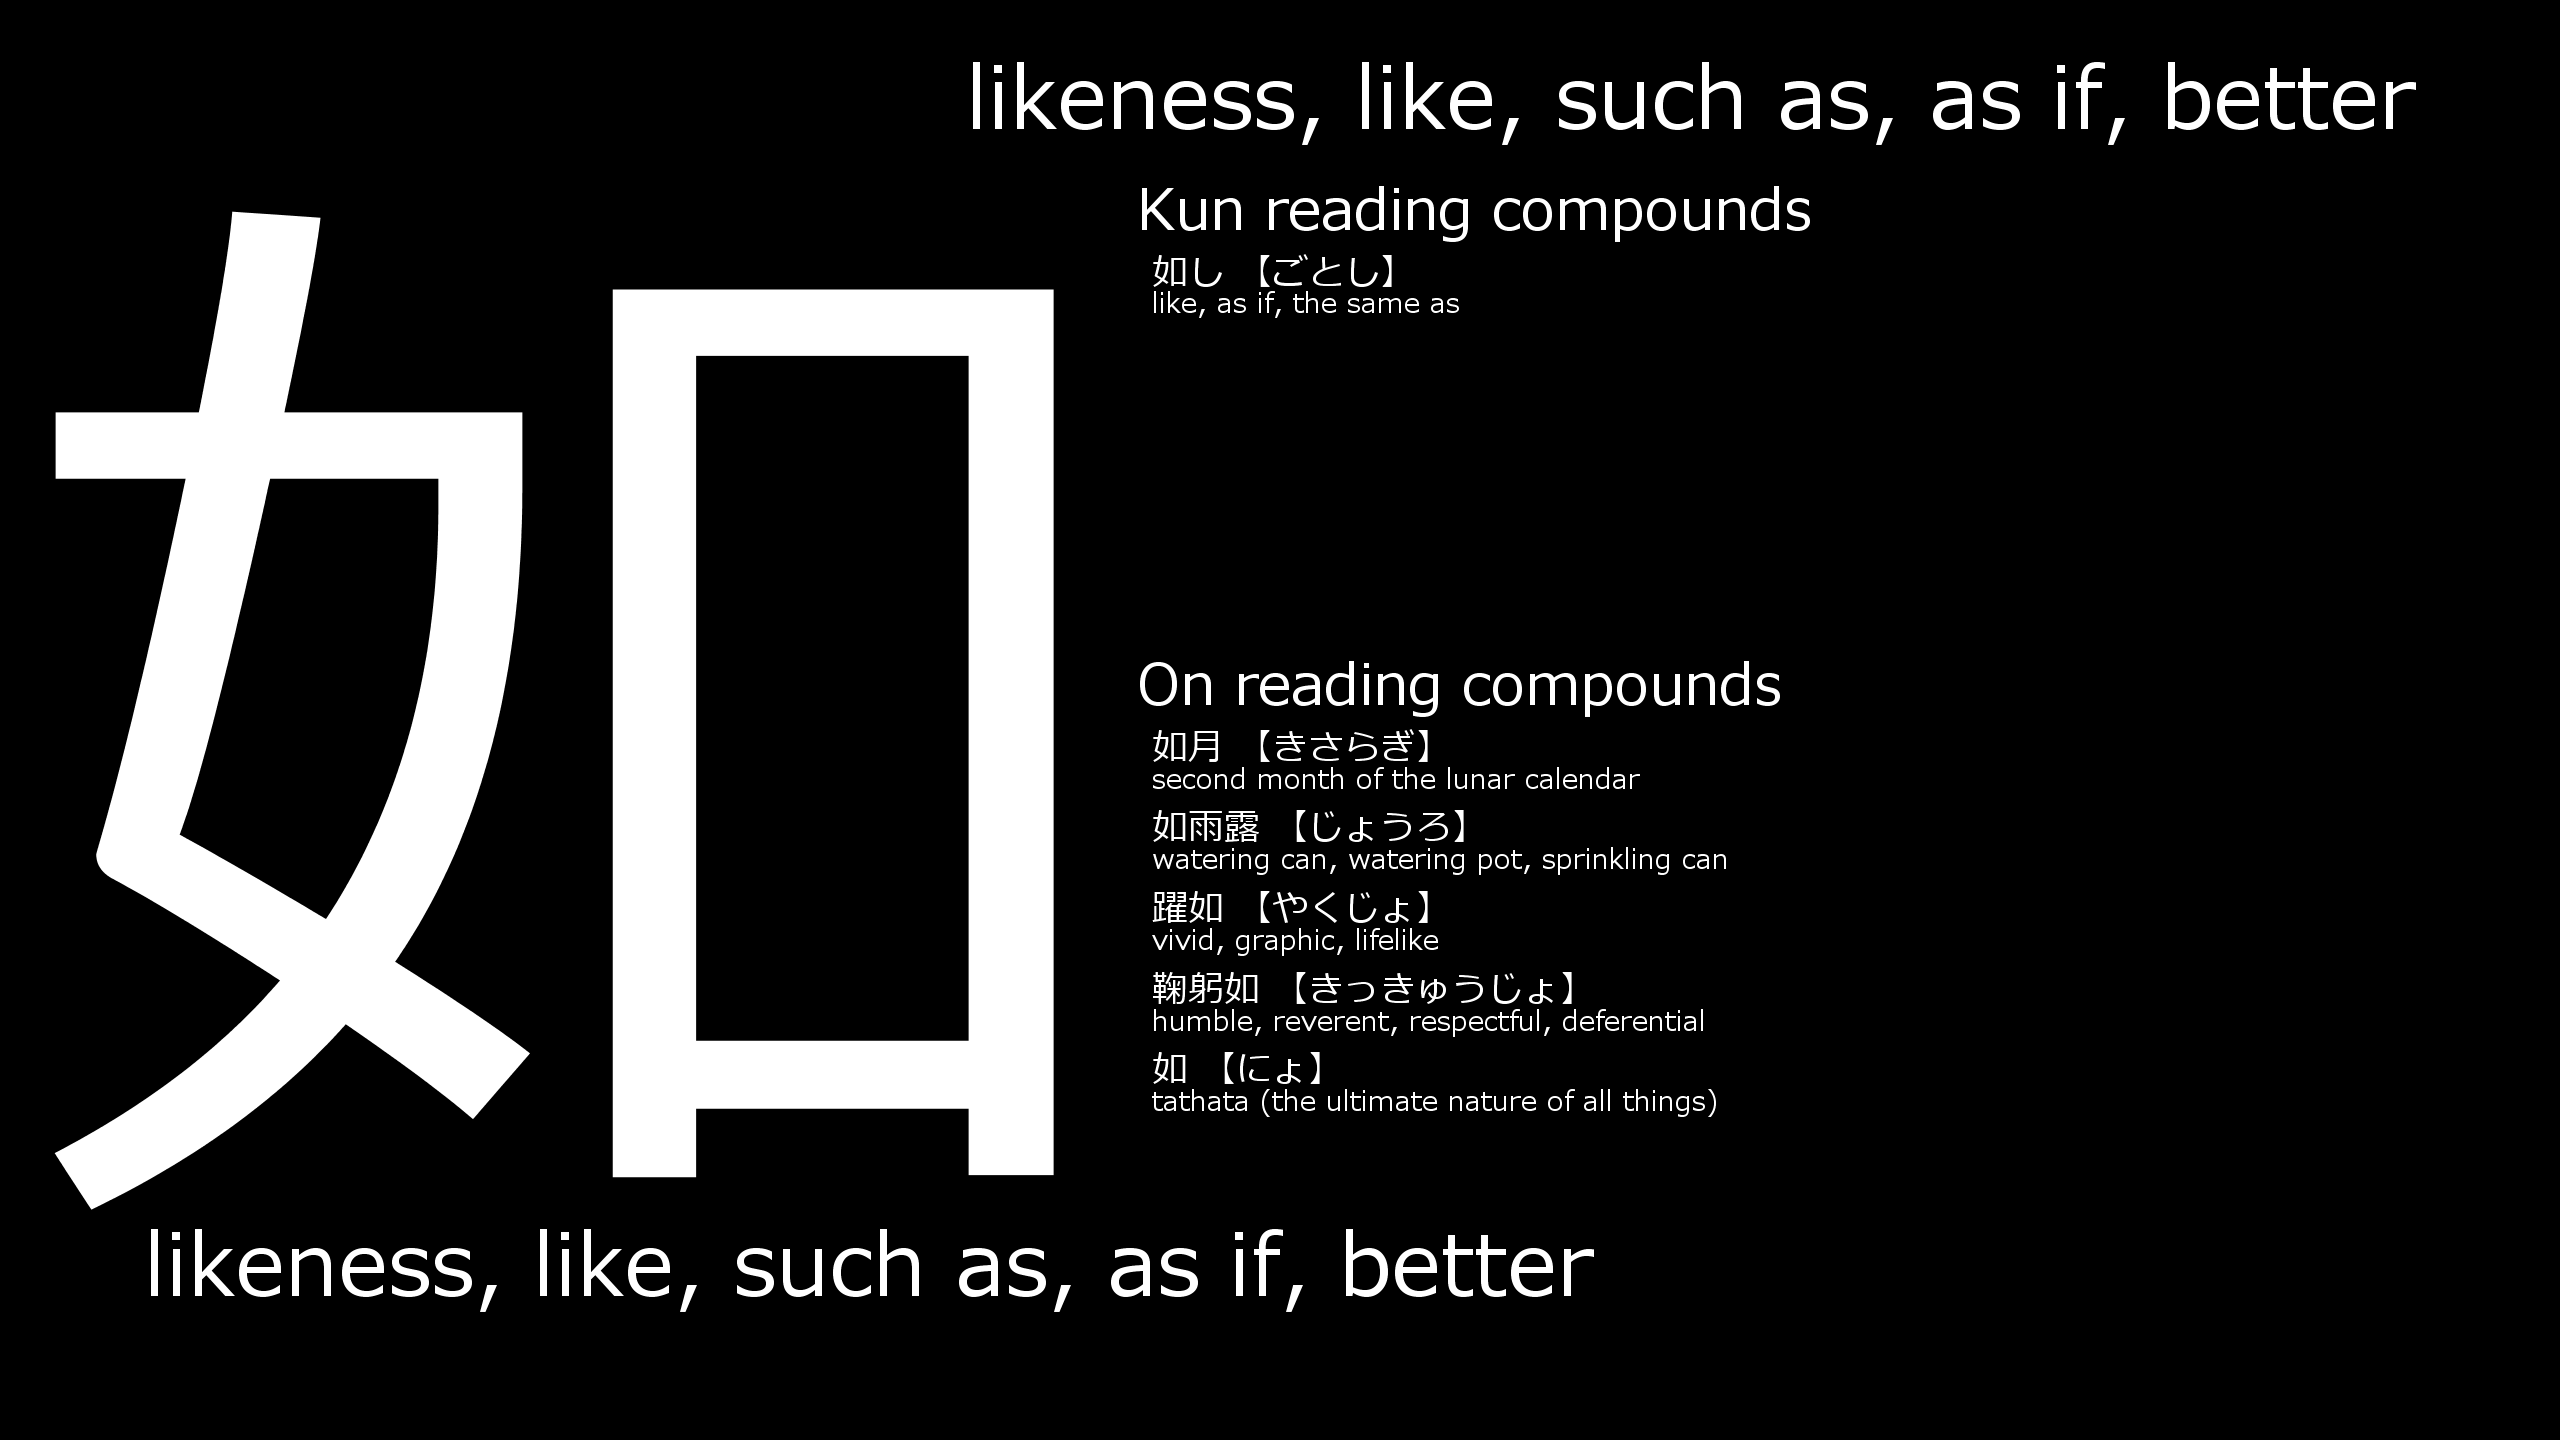 likeness, like, such as, as if, better
如
Kun reading compounds
如し 【ごとし】
like, as if, the same as
On reading compounds
如月 【きさらぎ】
second month of the lunar calendar
如雨露 【じょうろ】
watering can, watering pot, sprinkling can
躍如 【やくじょ】
vivid, graphic, lifelike
鞠躬如 【きっきゅうじょ】
humble, reverent, respectful, deferential
如 【にょ】
tathata (the ultimate nature of all things)
likeness, like, such as, as if, better